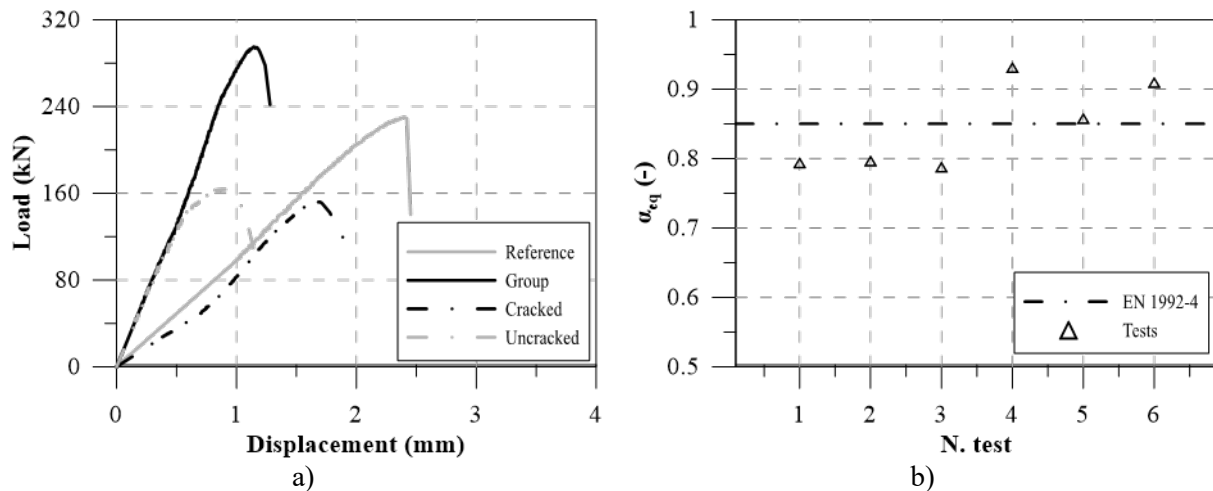 320
240
160
80
0
Load (kN)
0 1 2 3 4
Displacement (mm)
Reference
Group
Cracked
Uncracked
a)
1
0.9
0.8
0.7
0.6
0.5
αeq (-)
1 2 3 4 5 6
N. test
EN 1992-4
Tests
b)